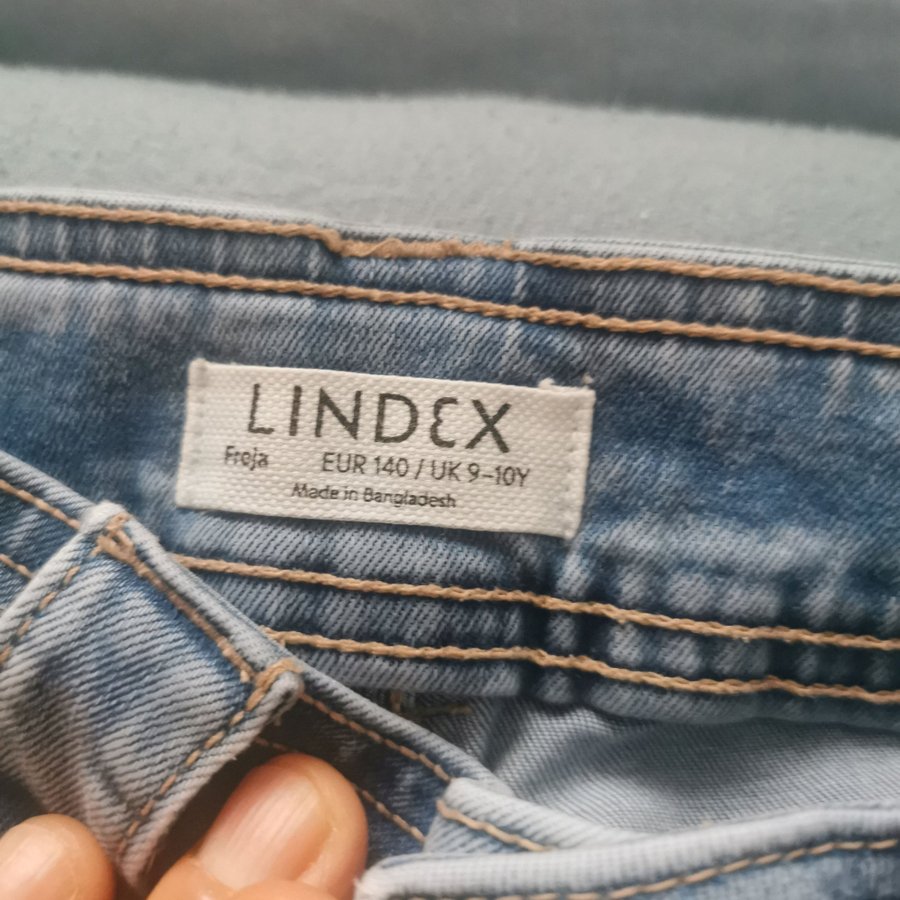 LINDEX
Freja EUR 140 / UK 9-10Y
Made in Bangladesh